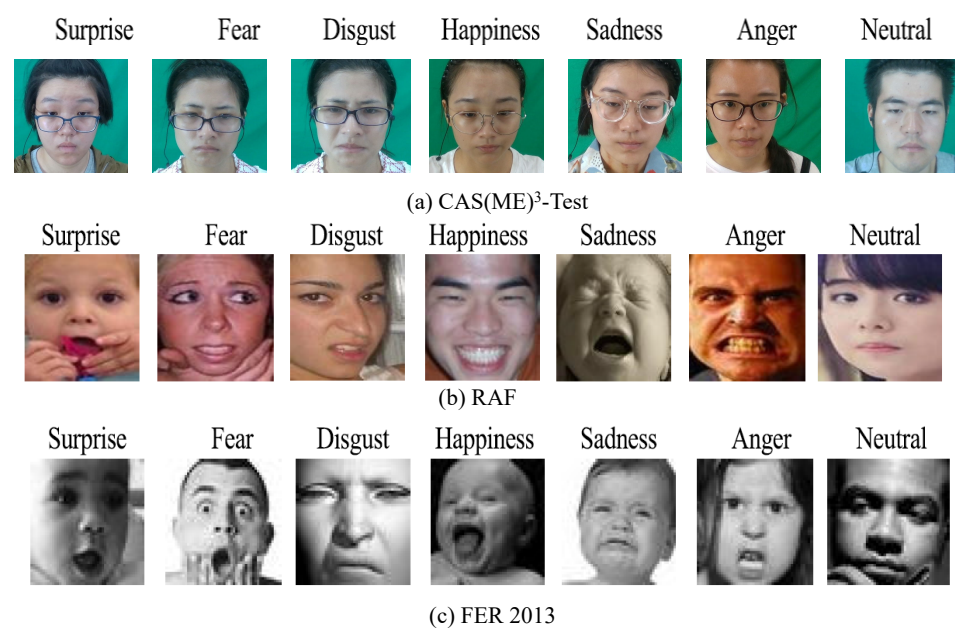 Surprise Fear Disgust Happiness Sadness Anger Neutral
(a) CAS(ME)³-Test
Surprise Fear Disgust Happiness Sadness Anger Neutral
(b) RAF
Surprise Fear Disgust Happiness Sadness Anger Neutral
(c) FER 2013